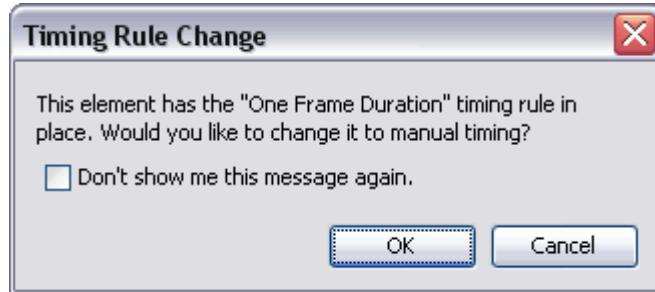 Timing Rule Change
This element has the "One Frame Duration" timing rule in
place. Would you like to change it to manual timing?
Don't show me this message again.
OK
Cancel